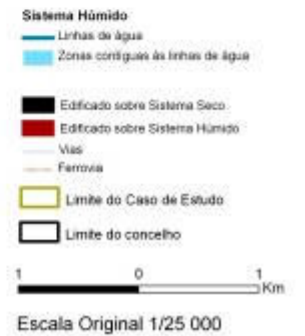 Sistema Húmido
Linhas de água
Zonas contíguas às linhas de água
Edificado sobre Sistema Seco
Edificado sobre Sistema Húmido
Vias
Ferrovia
Limite do Caso de Estudo
Limite do concelho
1 0 1
Km
Escala Original 1/25 000